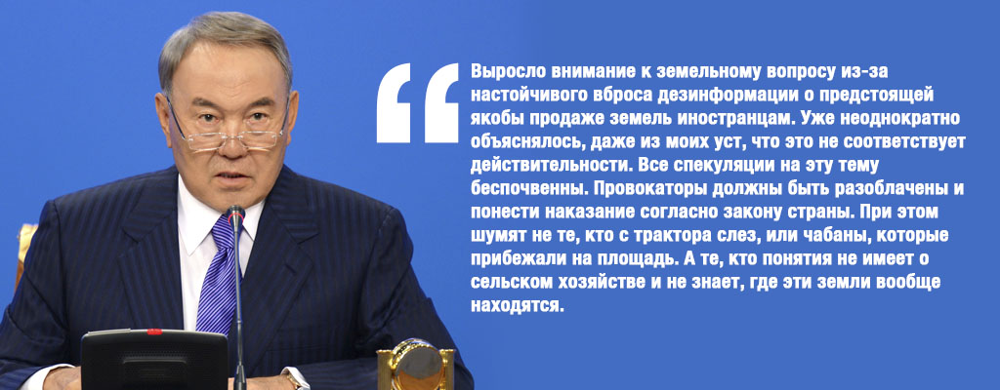 Выросло внимание к земельному вопросу из-за
настойчивого вброса дезинформации о предстоящей
якобы продаже земель иностранцам. Уже неоднократно
объяснялось, даже из моих уст, что это не соответствует
действительности. Все спекуляции на эту тему
беспочвенны. Провокаторы должны быть разоблачены и
понести наказание согласно закону страны. При этом
шумят не те, кто с трактора слез, или чабаны, которые
прибежали на площадь. А те, кто понятия не имеет о
сельском хозяйстве и не знает, где эти земли вообще
находятся.